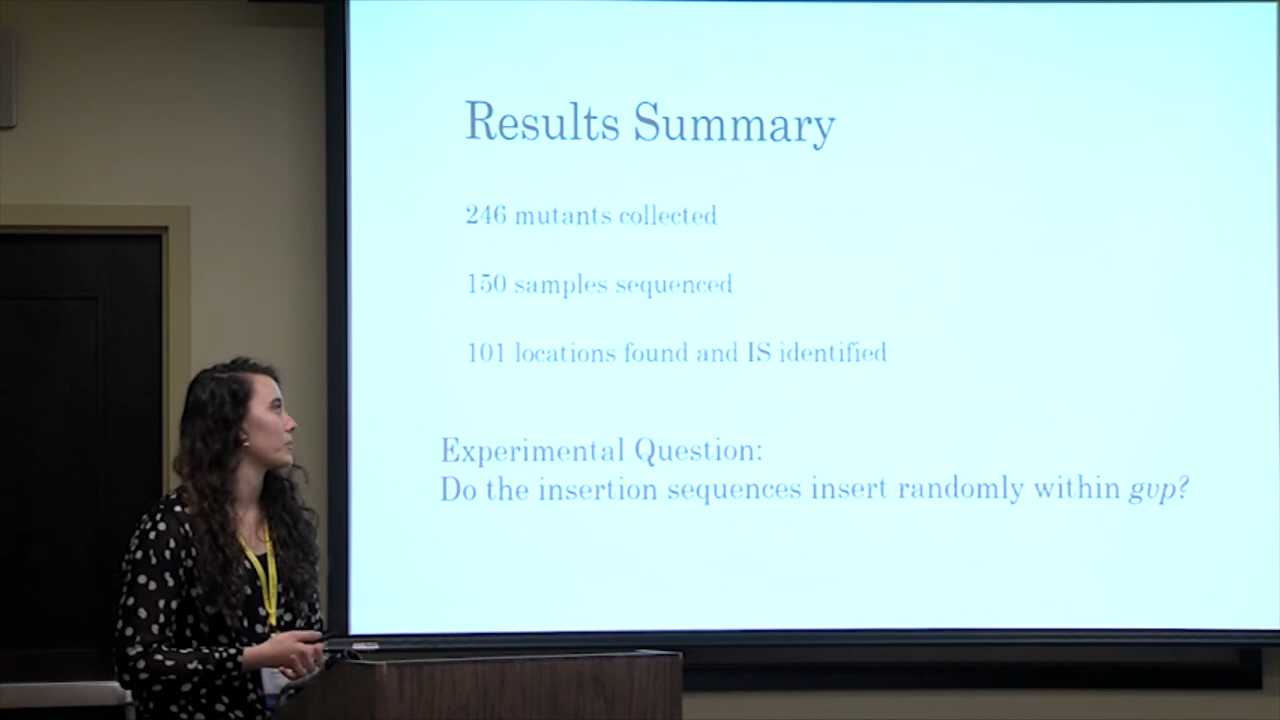 Results Summary
246 mutants collected
150 samples sequenced
101 locations found and IS identified
Experimental Question:
Do the insertion sequences insert randomly within gvp?